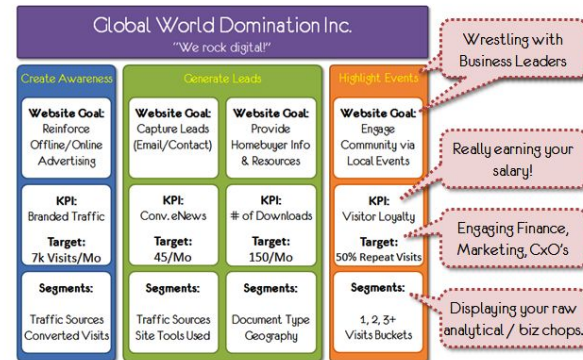 Global World Domination Inc.
"We rock digital!"
Create Awareness
Website Goal:
Reinforce
Offline/Online
Advertising
KPI:
Branded Traffic
Target:
7k Visits/Mo
Segments:
Traffic Sources
Converted Visits
Generate Leads
Website Goal:
Capture Leads
(Email/Contact)
KPI:
Conv. eNews
Target:
45/Mo
Segments:
Traffic Sources
Site Tools Used
Website Goal:
Provide
Homebuyer Info
& Resources
KPI:
# of Downloads
Target:
150/Mo
Segments:
Document Type
Geography
Highlight Events
Website Goal:
Engage
Community via
Local Events
KPI:
Visitor Loyalty
Target:
50% Repeat Visits
Segments:
1, 2, 3+
Visits Buckets
Wrestling with
Business Leaders
Really earning your
salary!
Engaging Finance,
Marketing, CxO's
Displaying your raw
analytical / biz chops.